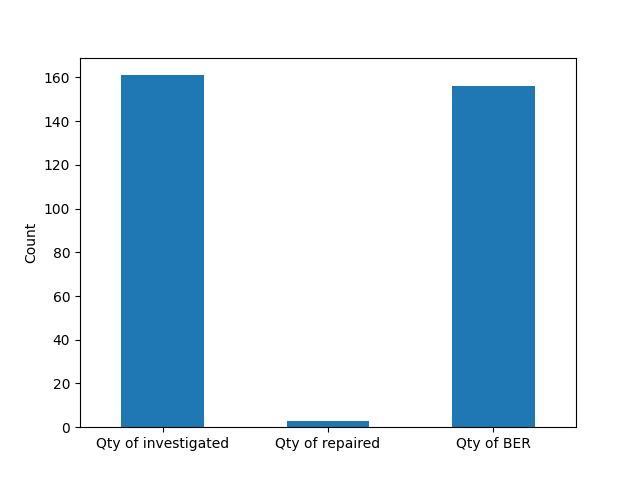 160
140
120
100
80
60
40
20
0
Count
Qty of investigated
Qty of repaired
Qty of BER